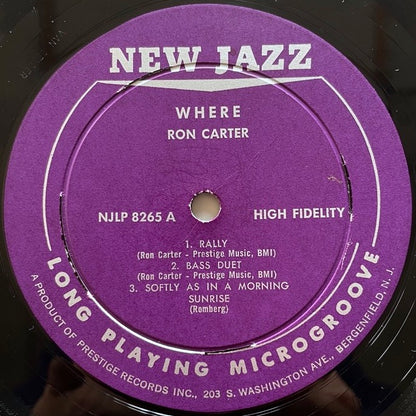 NEW JAZZ
WHERE
RON CARTER
NJLP 8265 A
HIGH FIDELITY
1. RALLY
(Ron Carter - Prestige Music, BMI)
2. BASS DUET
(Ron Carter - Prestige Music, BMI)
3. SOFTLY AS IN A MORNING
SUNRISE
(Romberg)
LONG PLAYING MICROGROOVE
A PRODUCT OF PRESTIGE RECORDS INC., 203 S. WASHINGTON AVE., BERGENFIELD, N. J.